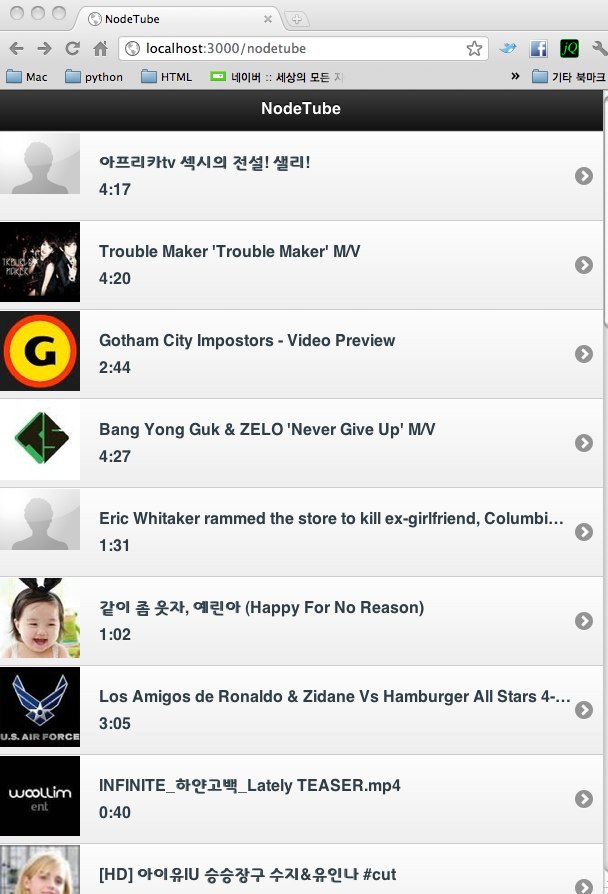 NodeTube
localhost:3000/nodetube
Mac
python
HTML
네이버 :: 세상의 모든 지
»
기타 북마크
NodeTube
아프리카tv 섹시의 전설! 샐리!
4:17
TROUBLE MAKER
Trouble Maker 'Trouble Maker' M/V
4:20
G
Gotham City Impostors - Video Preview
2:44
Bang Yong Guk & ZELO 'Never Give Up' M/V
4:27
Eric Whitaker rammed the store to kill ex-girlfriend, Columbi...
1:31
같이 좀 웃자, 예린아 (Happy For No Reason)
1:02
U.S. AIR FORCE
Los Amigos de Ronaldo & Zidane Vs Hamburger All Stars 4-...
3:05
woollim
ent
INFINITE_하얀고백_Lately TEASER.mp4
0:40
[HD] 아이유IU 승승장구 수지&유인나 #cut